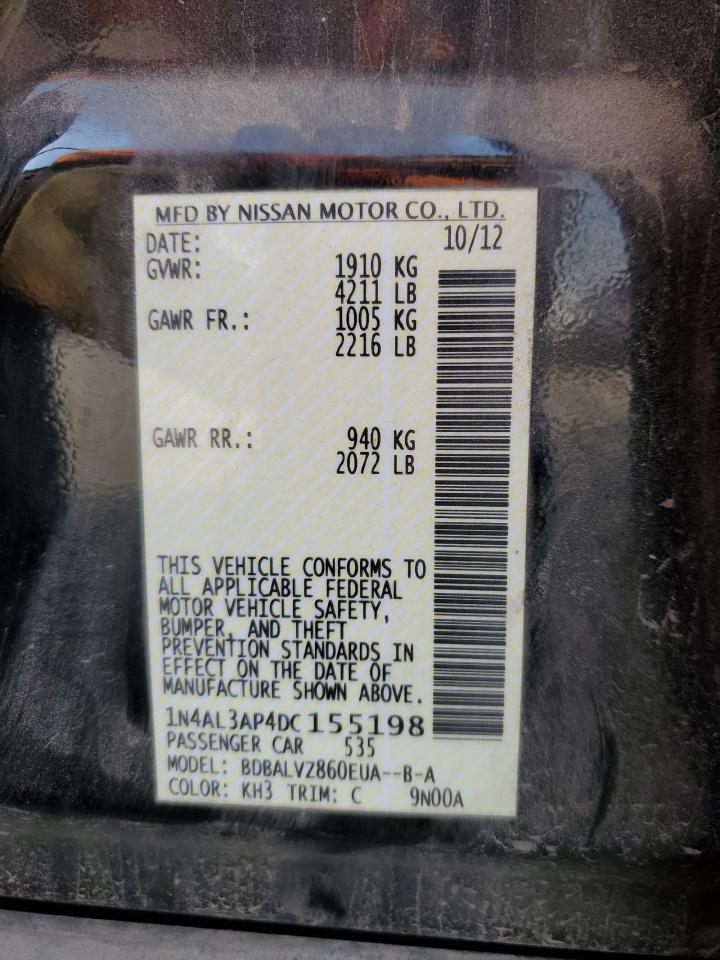 MFD BY NISSAN MOTOR CO., LTD.
DATE: 10/12
GVWR: 1910 KG
4211 LB
GAWR FR.: 1005 KG
2216 LB
GAWR RR.: 940 KG
2072 LB
THIS VEHICLE CONFORMS TO
ALL APPLICABLE FEDERAL
MOTOR VEHICLE SAFETY,
BUMPER, AND THEFT
PREVENTION STANDARDS IN
EFFECT ON THE DATE OF
MANUFACTURE SHOWN ABOVE.
1N4AL3AP4DC155198
PASSENGER CAR 535
MODEL: BDBALVZ860EUA--B-A
COLOR: KH3 TRIM: C 9N00A